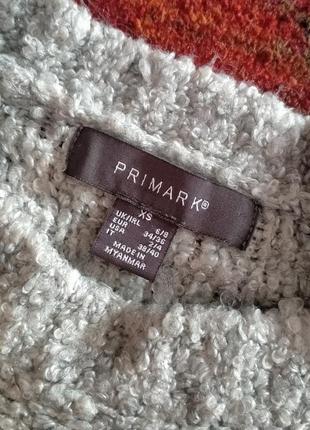 PRIMARK®
XS
UK/IRL 6/8
EUR 34/36
USA 2/4
IT 38/40
MADE IN
MYANMAR